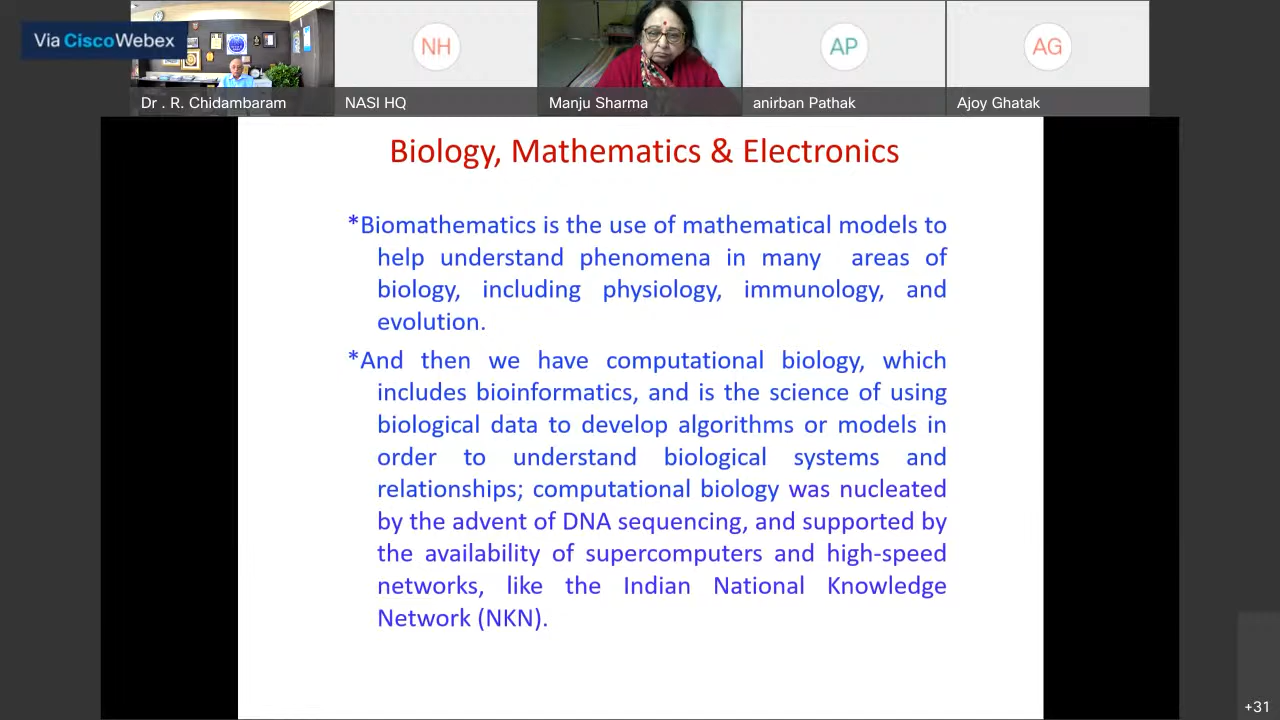 Via Cisco Webex
NH
AP
AG
Dr . R. Chidambaram
NASI HQ
Manju Sharma
anirban Pathak
Ajoy Ghatak
Biology, Mathematics & Electronics
*Biomathematics is the use of mathematical models to
help understand phenomena in many areas of
biology, including physiology, immunology, and
evolution.
*And then we have computational biology, which
includes bioinformatics, and is the science of using
biological data to develop algorithms or models in
order to understand biological systems and
relationships; computational biology was nucleated
by the advent of DNA sequencing, and supported by
the availability of supercomputers and high-speed
networks, like the Indian National Knowledge
Network (NKN).
+31